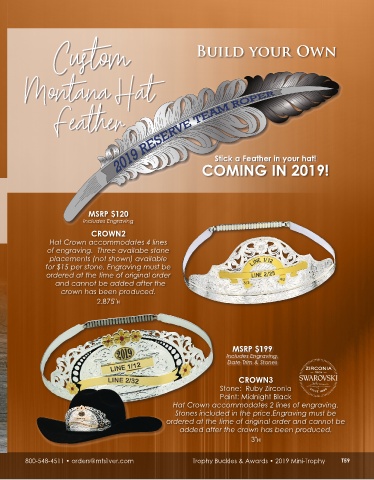 Custom
Montana Hat
Feather
Build your Own
2019 RESERVE TEAM ROPER
Stick a Feather in your hat!
COMING IN 2019!
MSRP $120
Includes Engraving
CROWN2
Hat Crown accommodates 4 lines
of engraving. Three available stone
placements (not shown) available
for $15 per stone. Engraving must be
ordered at the time of original order
and cannot be added after the
crown has been produced.
2.875"H
LINE 1/12
LINE 2/25
2019
LINE 1/12
LINE 2/32
MSRP $199
Includes Engraving,
Date Trim & Stones
CROWN3
Stone: Ruby Zirconia
Paint: Midnight Black
Hat Crown accommodates 2 lines of engraving.
Stones included in the price.Engraving must be
ordered at the time of original order and cannot be
added after the crown has been produced.
3"H
ZIRCONIA
FROM
SWAROVSKI
800-548-4511 • orders@mtsilver.com
Trophy Buckles & Awards • 2019 Mini-Trophy T59